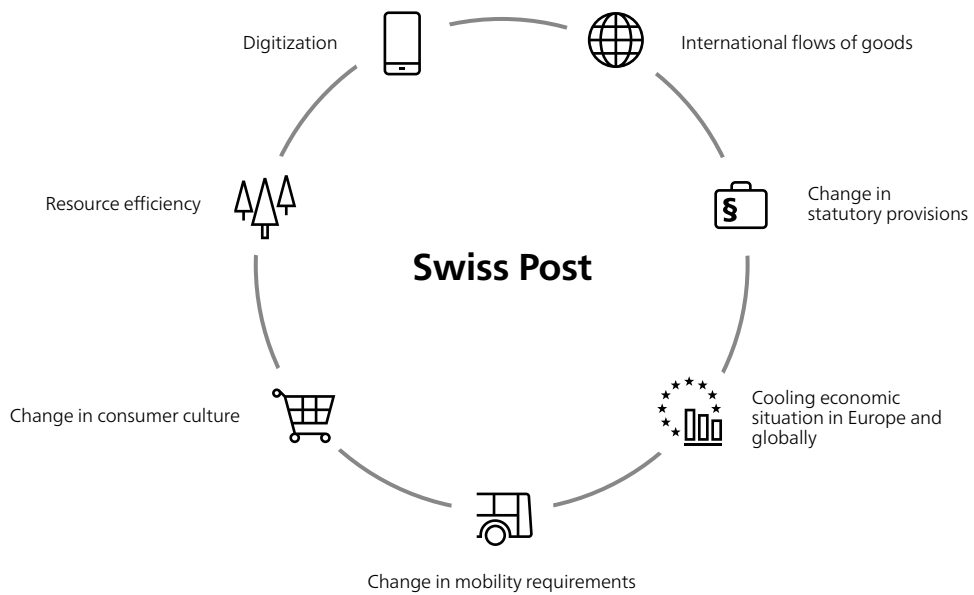 Digitization
International flows of goods
Resource efficiency
§
Change in
statutory provisions
Swiss Post
Change in consumer culture
Cooling economic
situation in Europe and
globally
Change in mobility requirements